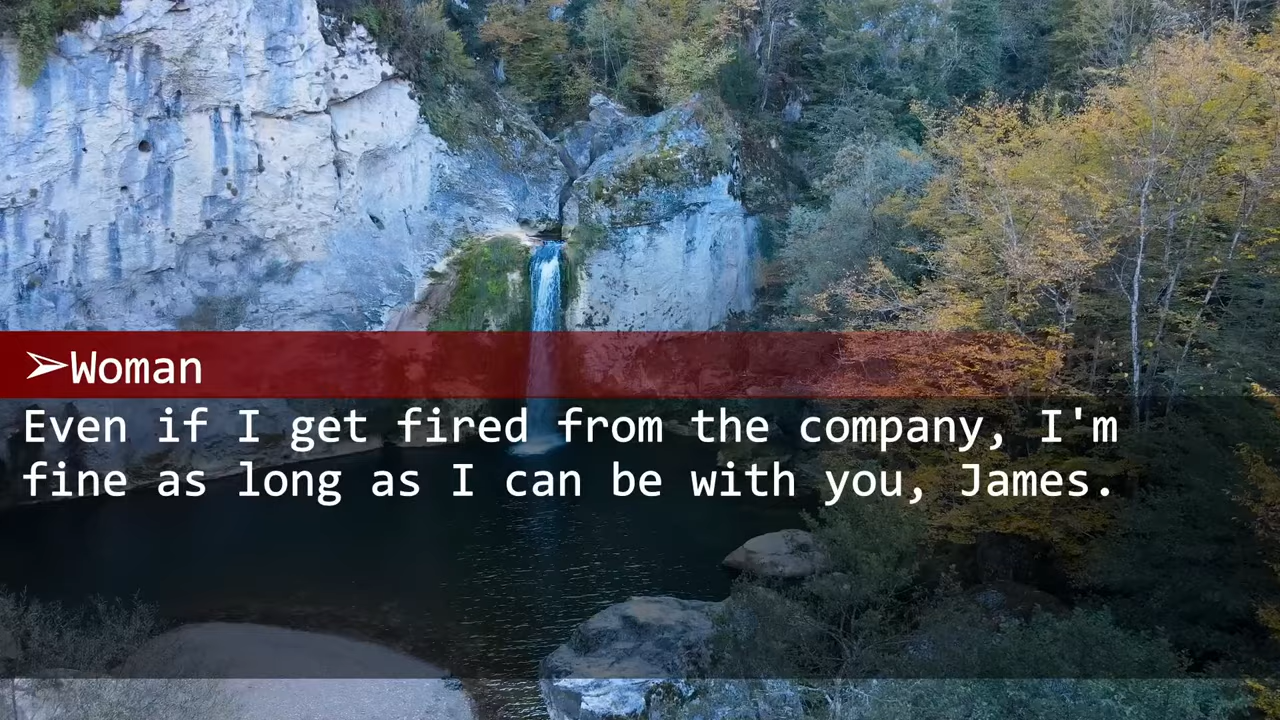 ➢Woman
Even if I get fired from the company, I'm
fine as long as I can be with you, James.